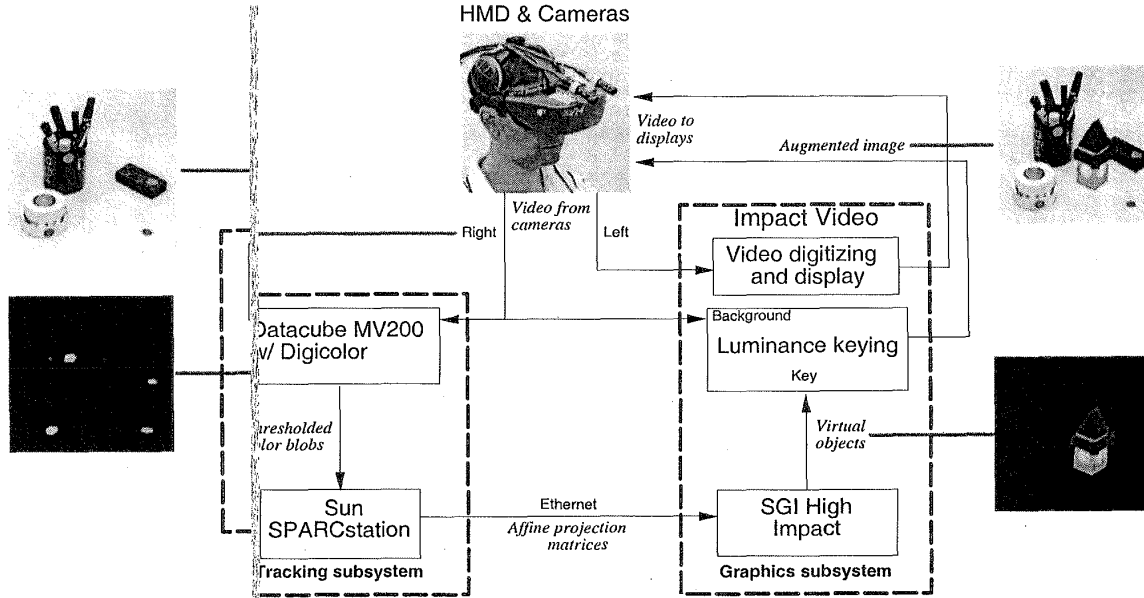 HMD & Cameras
Video to
displays
Augmented image
Video from
cameras
Right
Left
Impact Video
Video digitizing
and display
Datacube MV200
w/ Digicolor
Background
Luminance keying
Key
blobs
Virtual
objects
Sun
SPARCstation
Ethernet
Affine projection
matrices
SGI High
Impact
Tracking subsystem
Graphics subsystem